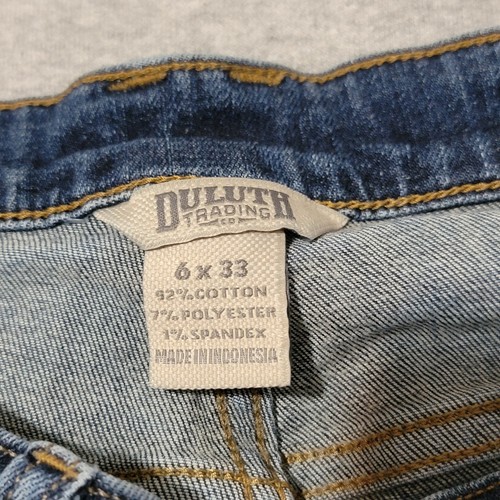 DULUTH
TRADING
CO
6 x 33
92% COTTON
7% POLYESTER
1% SPANDEX
MADE IN INDONESIA